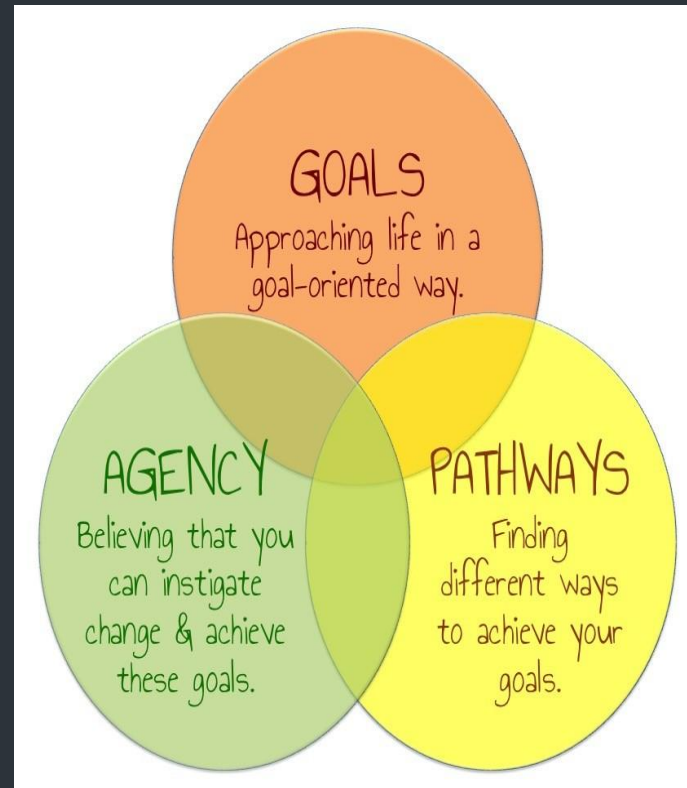 GOALS
Approaching life in a
goal-oriented way.
AGENCY
Believing that you
can instigate
change & achieve
these goals.
PATHWAYS
Finding
different ways
to achieve your
goals.